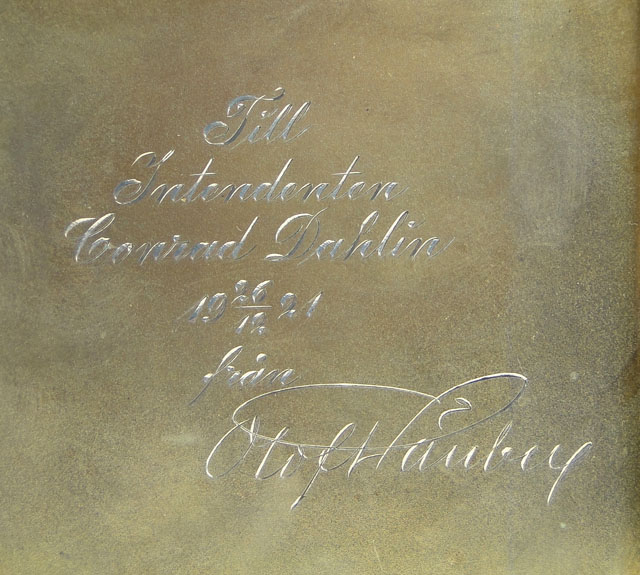 Till
Intendenten
Conrad Dahlin
19 26/12 21
från
Olof